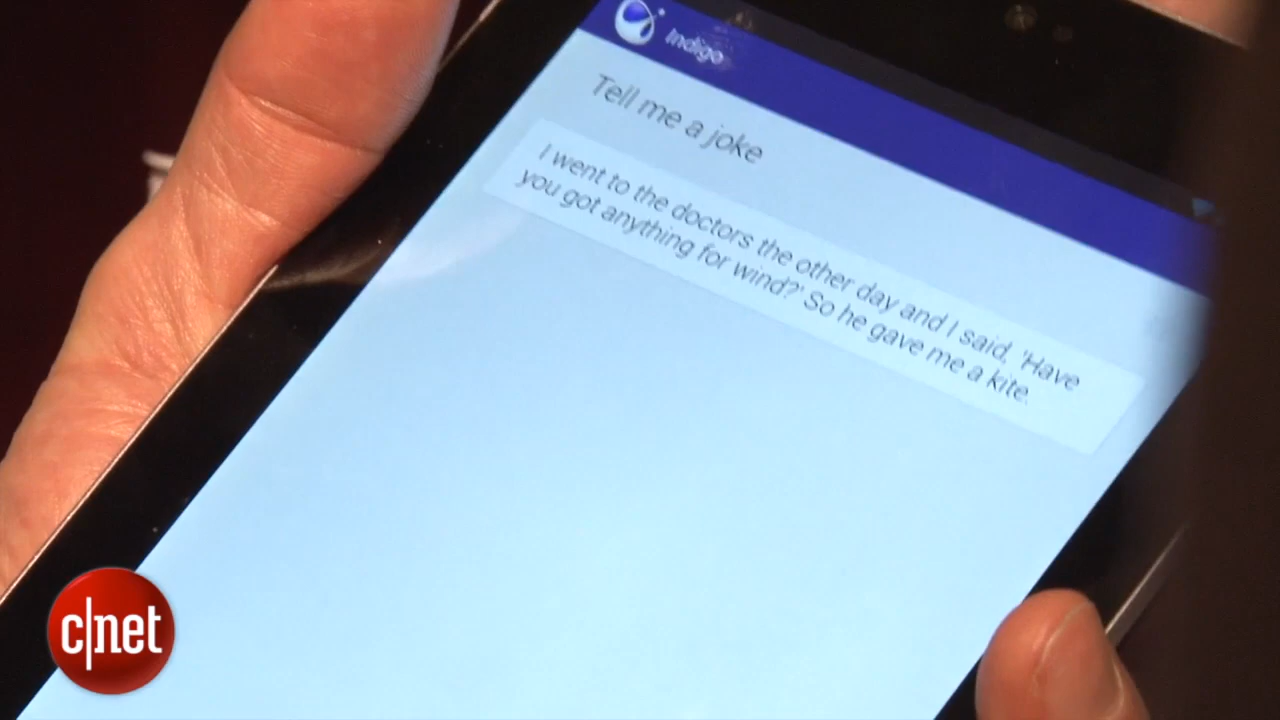 Indigo
Tell me a joke
I went to the doctors the other day and I said, 'Have
you got anything for wind?' So he gave me a kite.
c|net